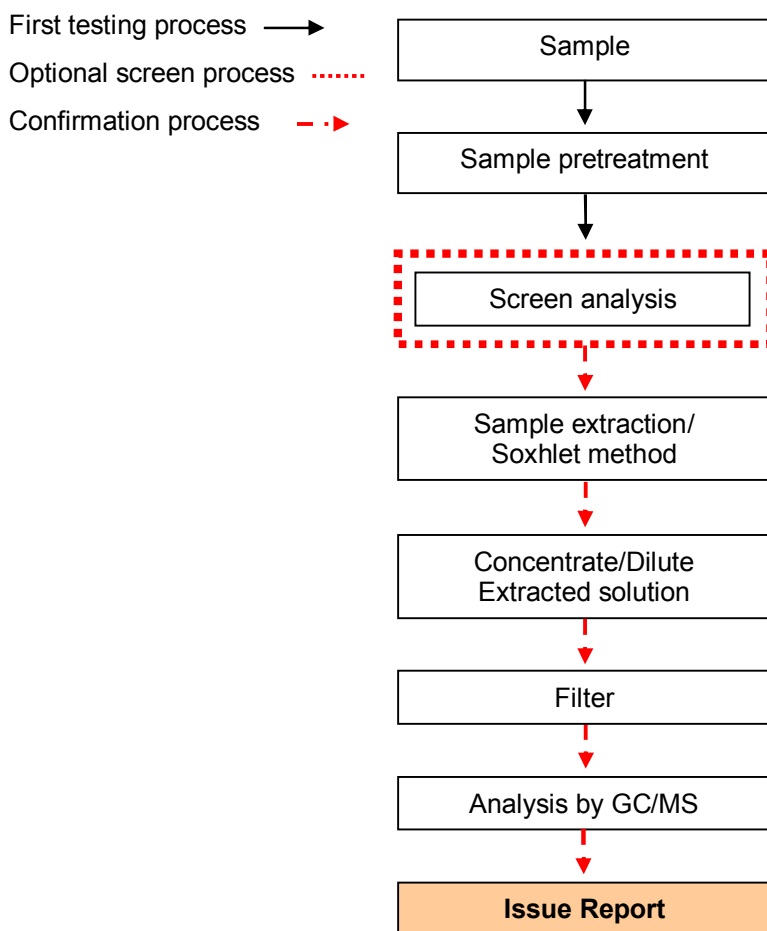 First testing process
Optional screen process
Confirmation process
Sample
Sample pretreatment
Screen analysis
Sample extraction/
Soxhlet method
Concentrate/Dilute
Extracted solution
Filter
Analysis by GC/MS
Issue Report